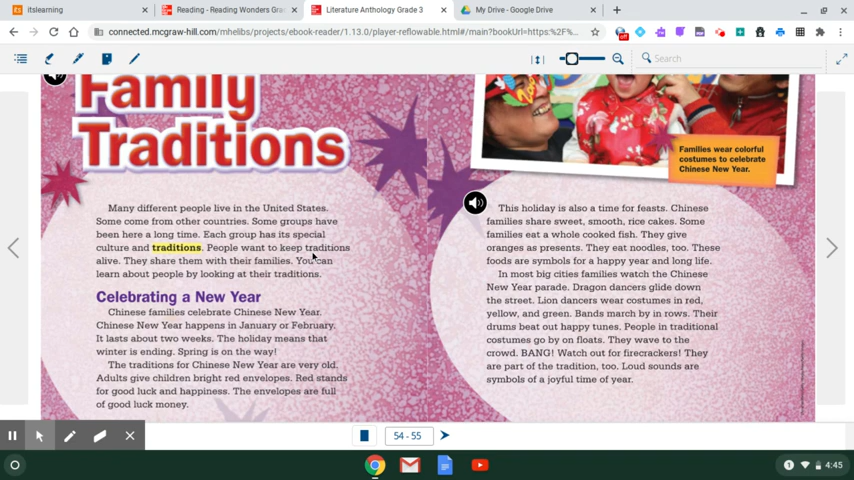 itslearning
Reading - Reading Wonders Gra
Literature Anthology Grade 3
My Drive - Google Drive
connected.mcgraw-hill.com/mhelibs/projects/ebook-reader/1.13.0/player-reflowable.html#/main?bookUrl=https:%2F%...
Search
Family
Traditions
Families wear colorful
costumes to celebrate
Chinese New Year.
Many different people live in the United States.
Some come from other countries. Some groups have
been here a long time. Each group has its special
culture and traditions. People want to keep traditions
alive. They share them with their families. You can
learn about people by looking at their traditions.
Celebrating a New Year
Chinese families celebrate Chinese New Year.
Chinese New Year happens in January or February.
It lasts about two weeks. The holiday means that
winter is ending. Spring is on the way!
The traditions for Chinese New Year are very old.
Adults give children bright red envelopes. Red stands
for good luck and happiness. The envelopes are full
of good luck money.
This holiday is also a time for feasts. Chinese
families share sweet, smooth, rice cakes. Some
families eat a whole cooked fish. They give
oranges as presents. They eat noodles, too. These
foods are symbols for a happy year and long life.
In most big cities families watch the Chinese
New Year parade. Dragon dancers glide down
the street. Lion dancers wear costumes in red,
yellow, and green. Bands march by in rows. Their
drums beat out happy tunes. People in traditional
costumes go by on floats. They wave to the
crowd. BANG! Watch out for firecrackers! They
are part of the tradition, too. Loud sounds are
symbols of a joyful time of year.
54 - 55
1
4:45